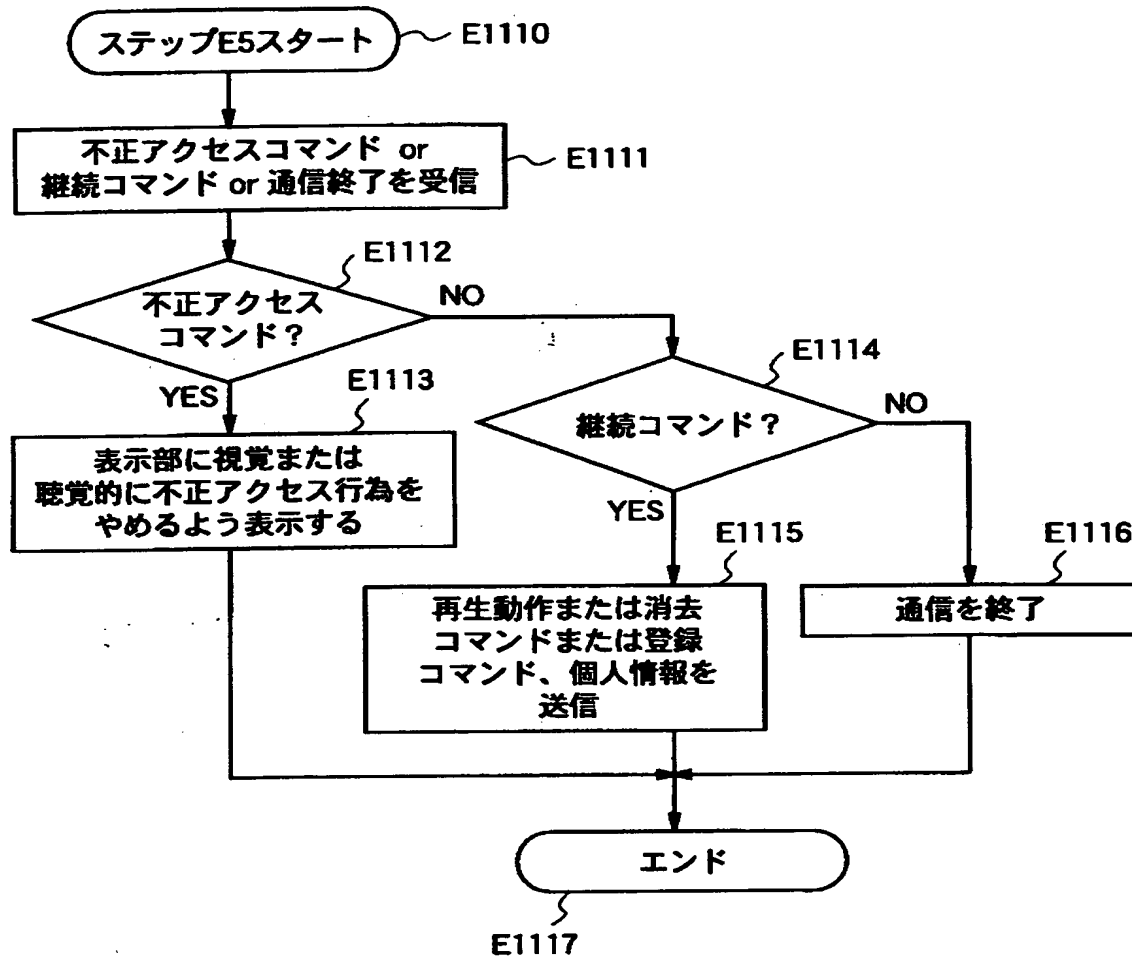 ステップE5スタート
E1110
不正アクセスコマンド or
継続コマンド or 通信終了を受信
E1111
E1112
不正アクセス
コマンド？
NO
YES
E1113
表示部に視覚または
聴覚的に不正アクセス行為を
やめるよう表示する
E1114
継続コマンド？
NO
YES
E1115
再生動作または消去
コマンドまたは登録
コマンド、個人情報を
送信
E1116
通信を終了
エンド
E1117